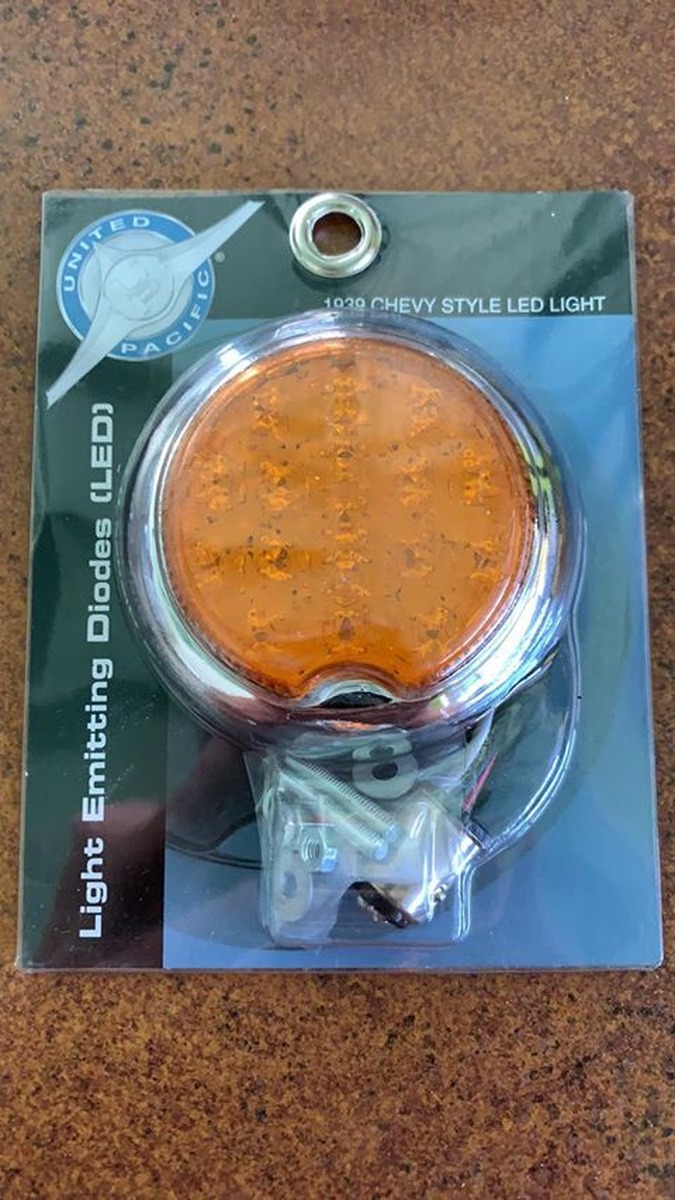 UNITED
PACIFIC
®
1939 CHEVY STYLE LED LIGHT
Light Emitting Diodes (LED)